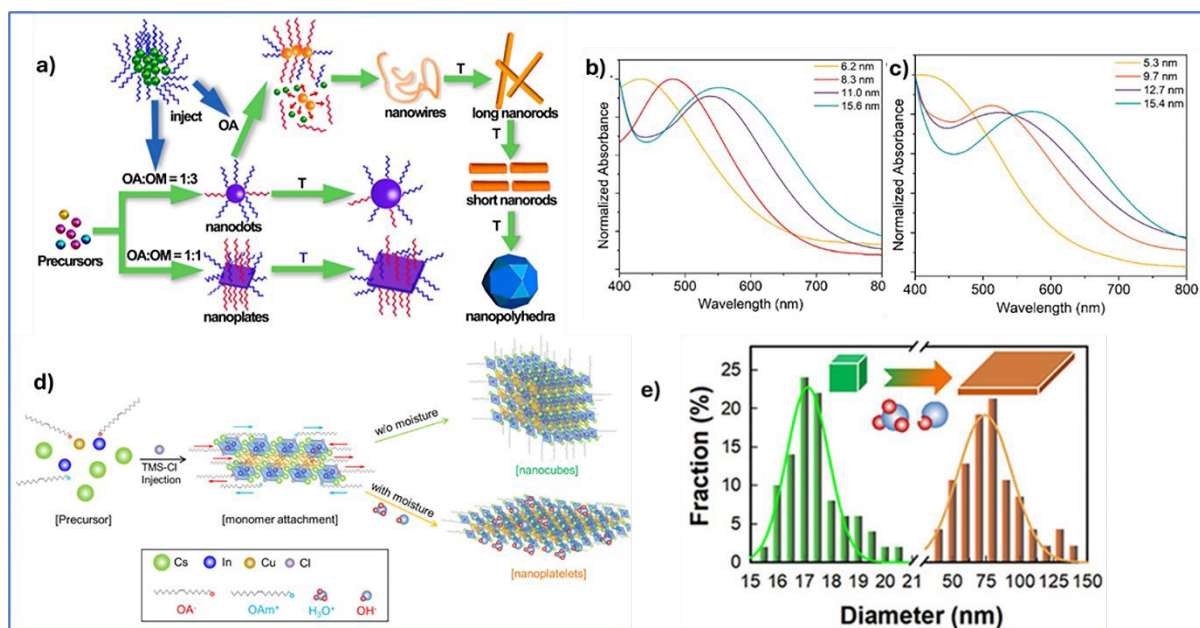 a)
inject
OA
nanowires
T
long nanorods
T
OA:OM = 1:3
nanodots
T
short nanorods
T
Precursors
OA:OM = 1:1
nanoplates
T
nanopolyhedra
b)
6.2 nm
8.3 nm
11.0 nm
15.6 nm
Normalized Absorbance
400 500 600 700 800
Wavelength (nm)
c)
5.3 nm
9.7 nm
12.7 nm
15.4 nm
Normalized Absorbance
400 500 600 700 800
Wavelength (nm)
d)
TMS-Cl
Injection
[Precursor]
[monomer attachment]
w/o moisture
[nanocubes]
with moisture
[nanoplatelets]
Cs In Cu Cl
OA⁻ OAm⁺ H₃O⁺ OH⁻
e)
Fraction (%)
25
20
15
10
5
0
15 16 17 18 19 20 21 50 75 100 125 150
Diameter (nm)